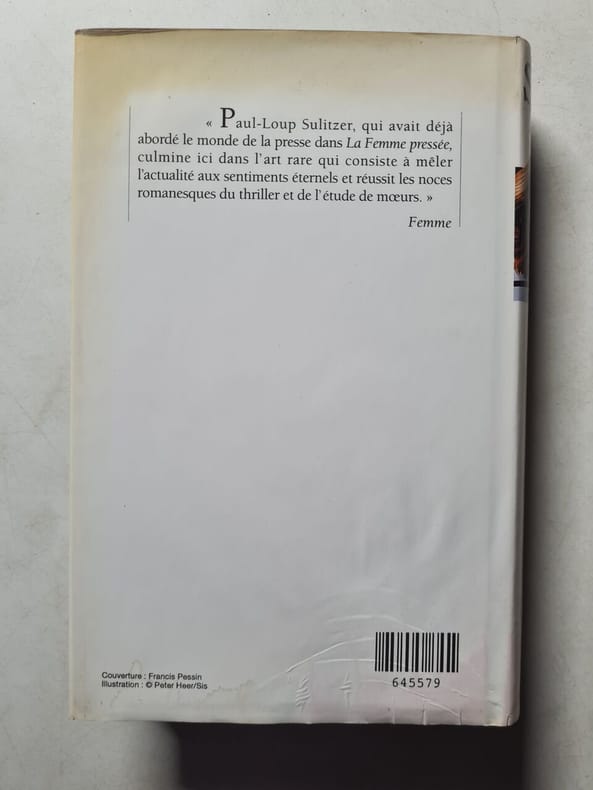 « Paul-Loup Sulitzer, qui avait déjà
abordé le monde de la presse dans La Femme pressée,
culmine ici dans l'art rare qui consiste à mêler
l'actualité aux sentiments éternels et réussit les noces
romanesques du thriller et de l'étude de mœurs. »
Femme
645579
Couverture : Francis Pessin
Illustration : © Peter Heer/Sis